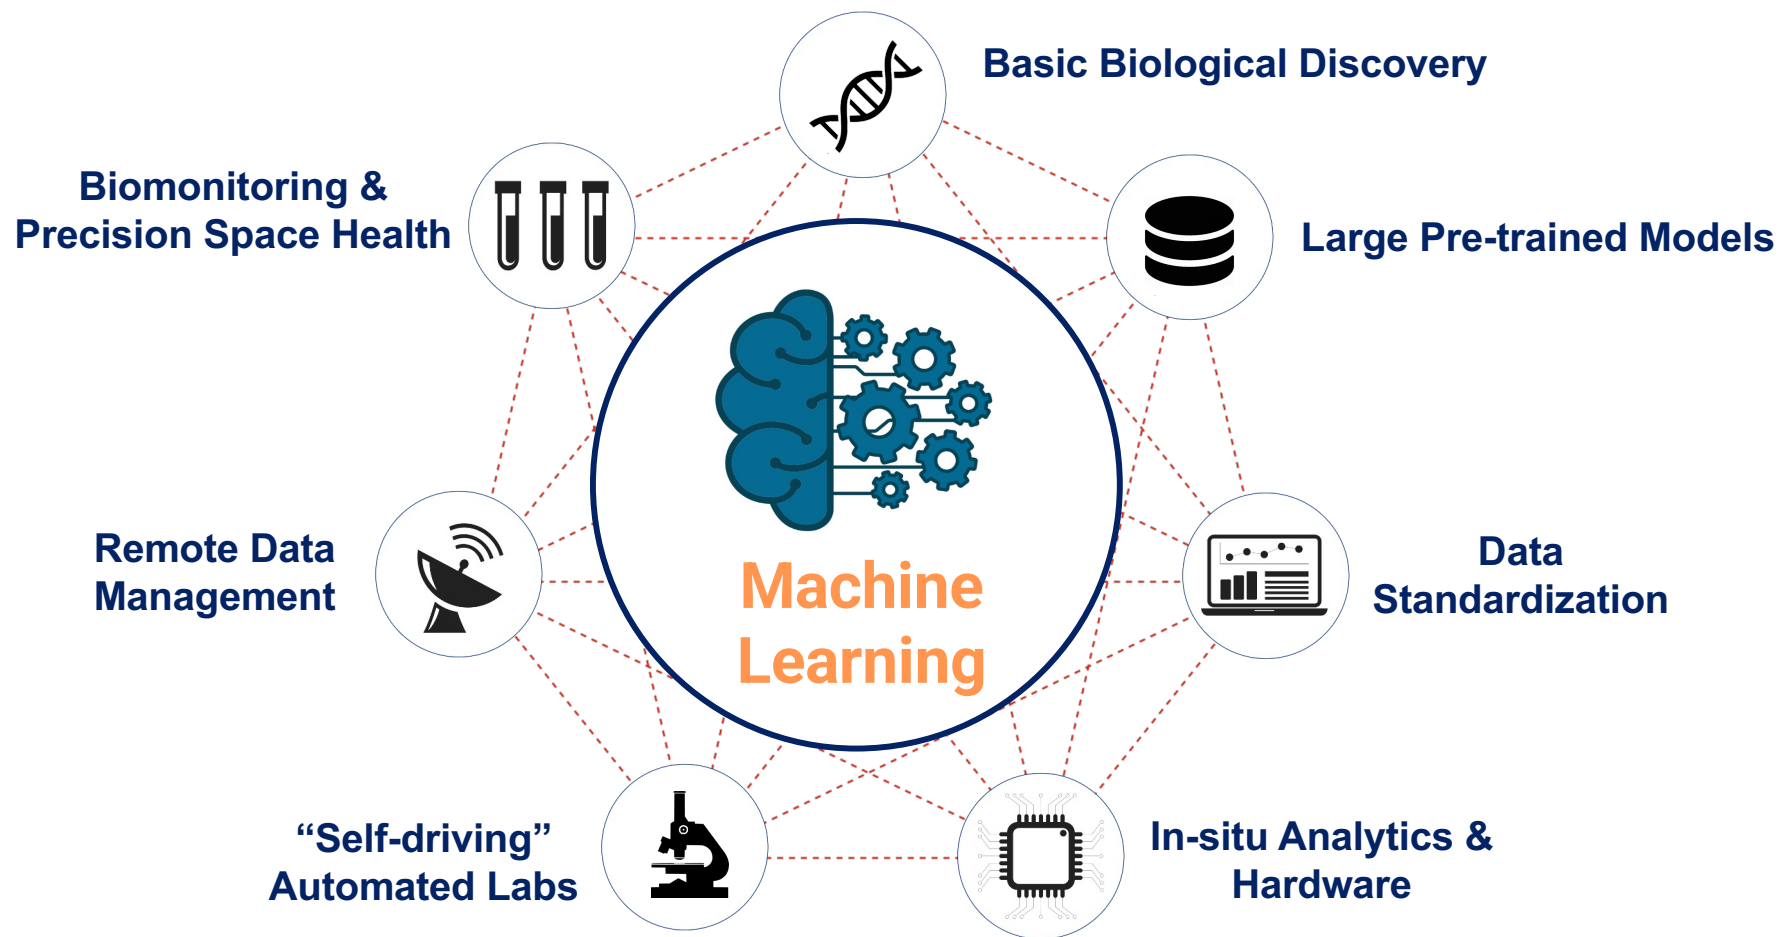 Basic Biological Discovery
Biomonitoring &
Precision Space Health
Large Pre-trained Models
Machine
Learning
Remote Data
Management
Data
Standardization
“Self-driving”
Automated Labs
In-situ Analytics &
Hardware